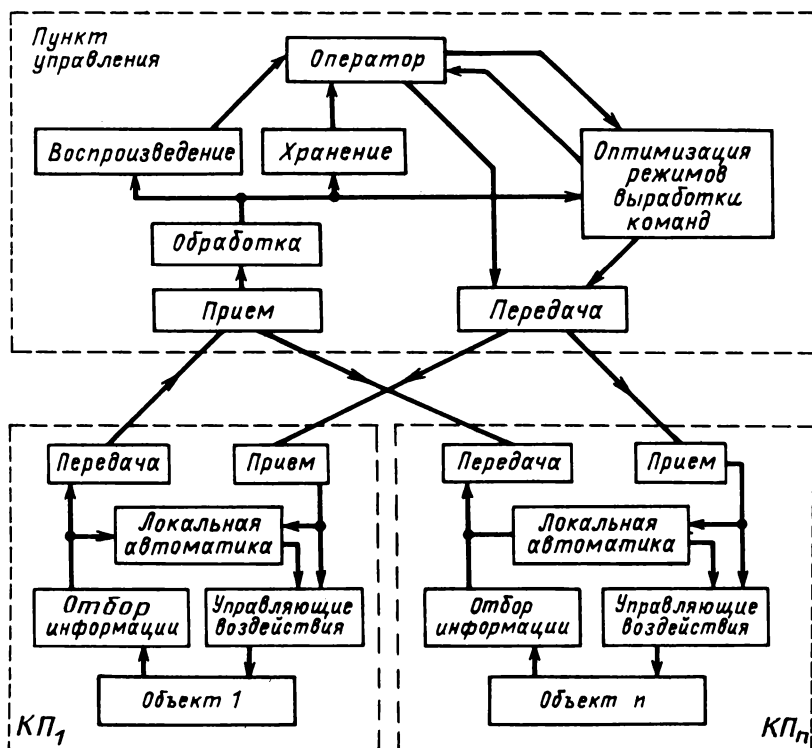 Пункт
управления
Оператор
Воспроизведение
Хранение
Оптимизация
режимов
выработки
команд
Обработка
Прием
Передача
Передача
Прием
Локальная
автоматика
Отбор
информации
Управляющие
воздействия
Объект 1
КП₁
Передача
Прием
Локальная
автоматика
Отбор
информации
Управляющие
воздействия
Объект n
КПₙ